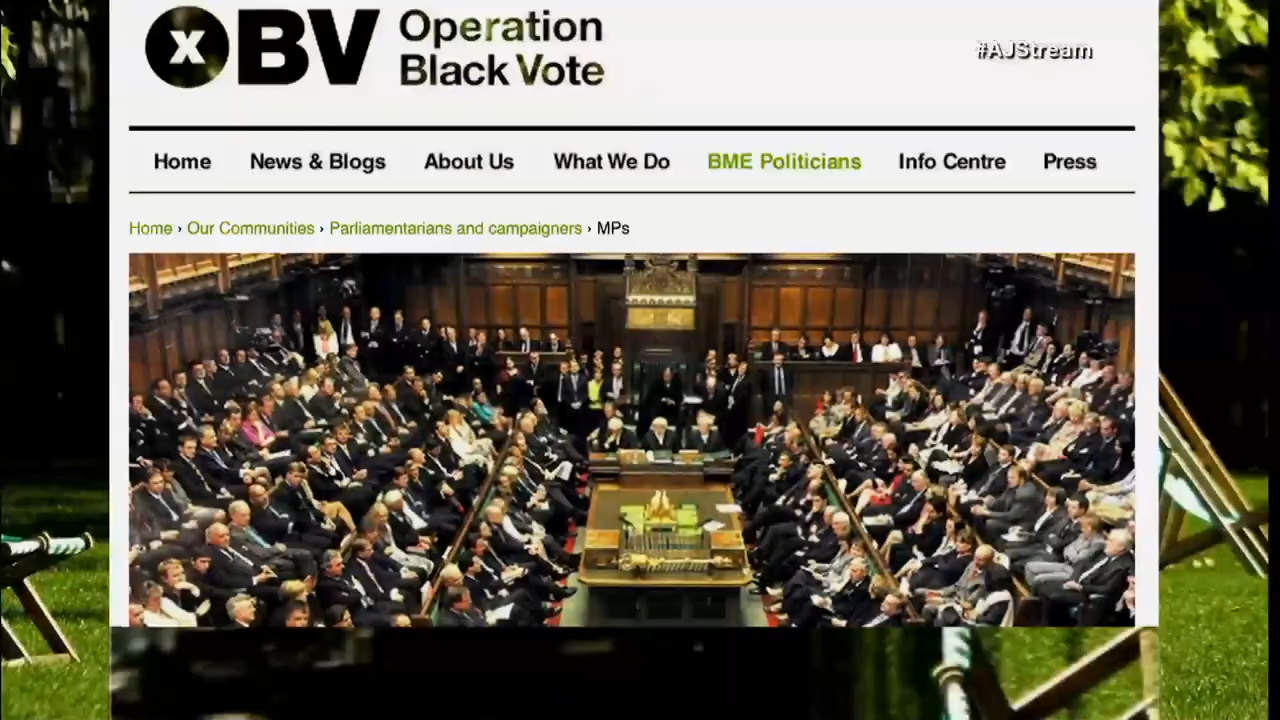 xOBV Operation
Black Vote
#AJStream
Home News & Blogs About Us What We Do BME Politicians Info Centre Press
Home › Our Communities › Parliamentarians and campaigners › MPs